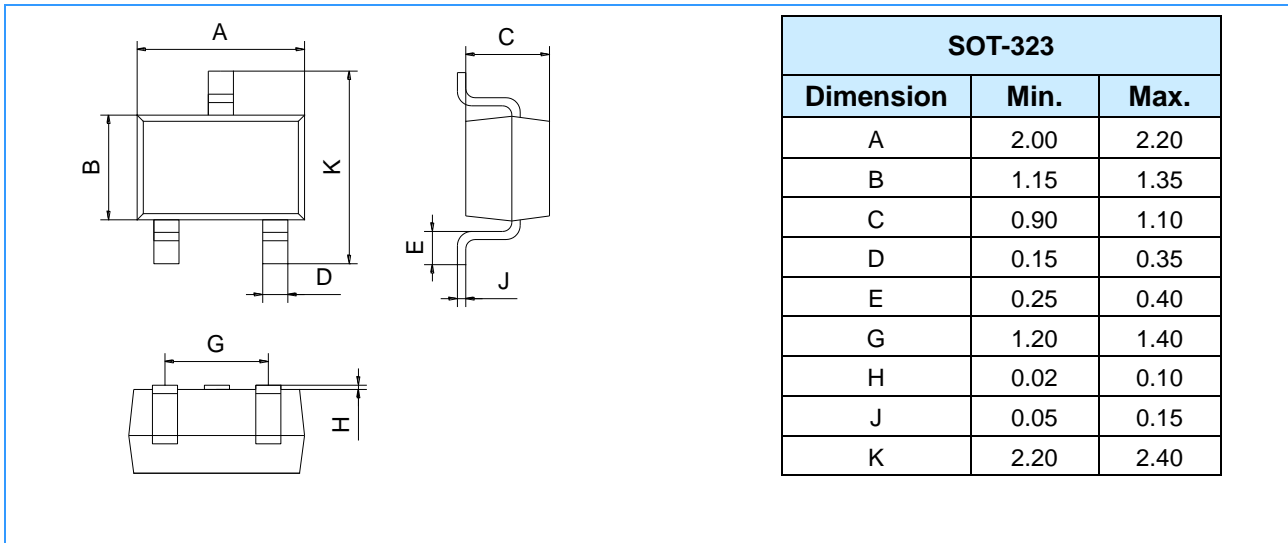 A
B
K
D
C
E
J
G
H
SOT-323
Dimension Min. Max.
A 2.00 2.20
B 1.15 1.35
C 0.90 1.10
D 0.15 0.35
E 0.25 0.40
G 1.20 1.40
H 0.02 0.10
J 0.05 0.15
K 2.20 2.40